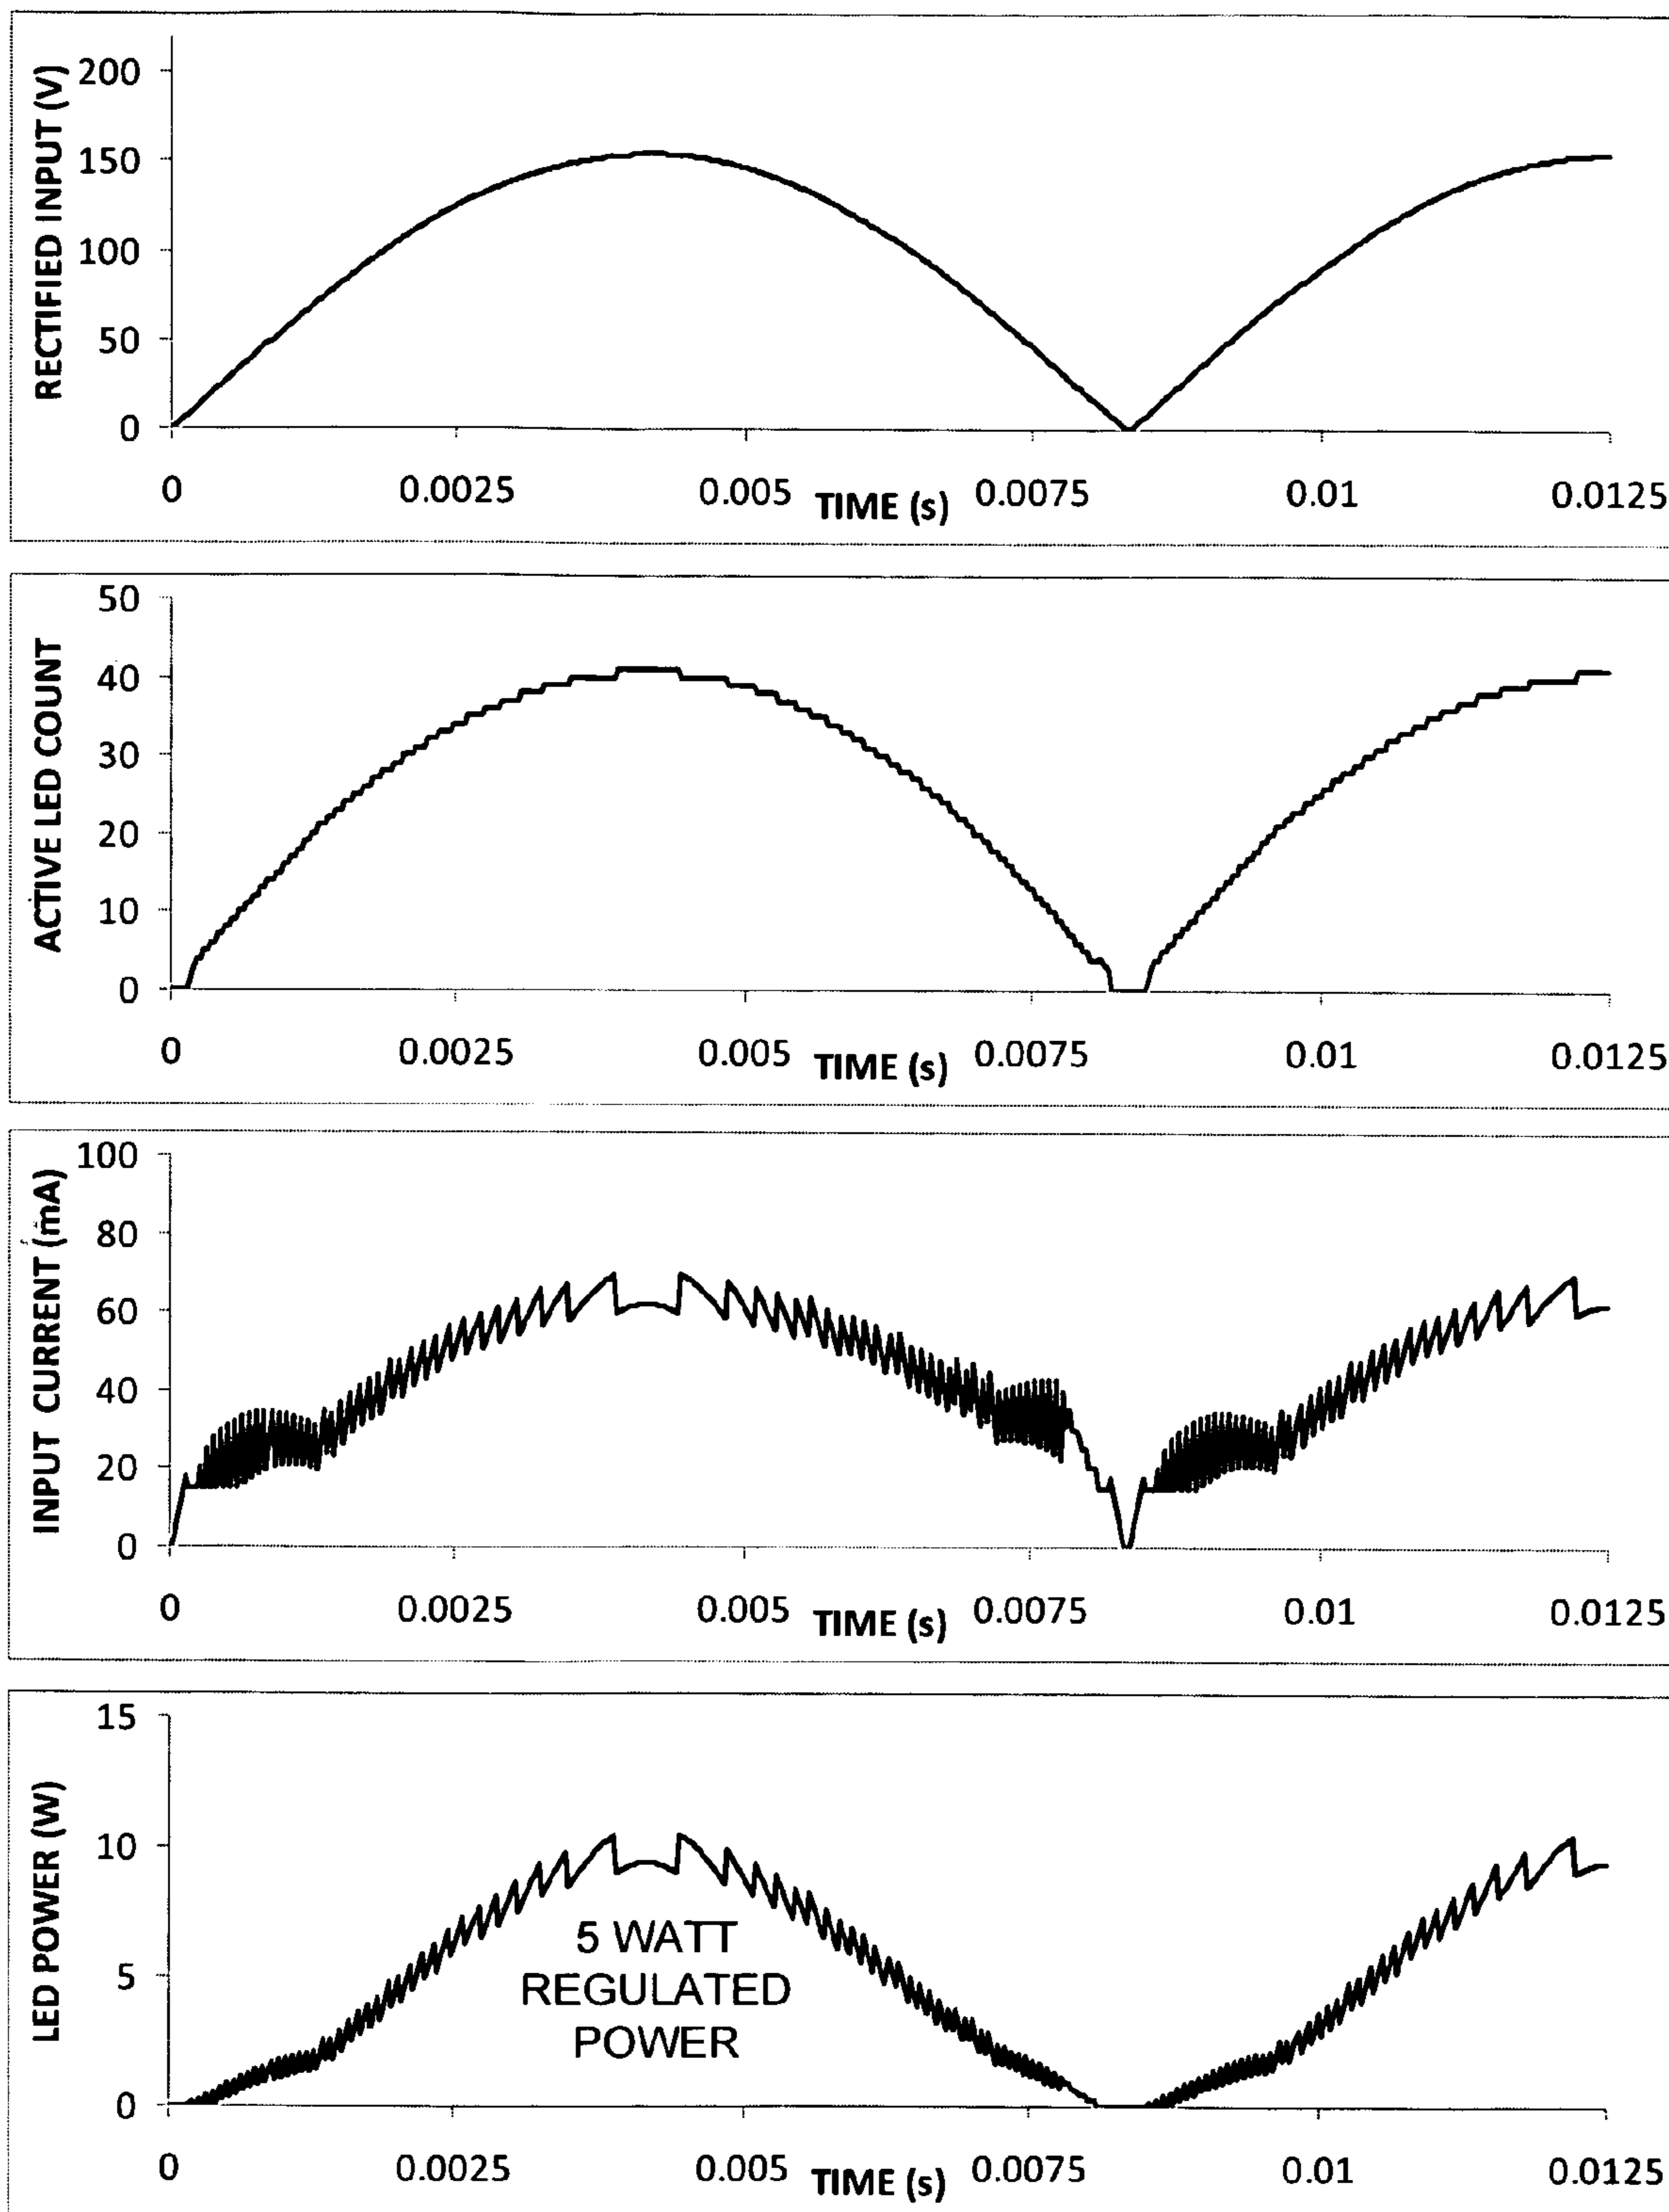 RECTIFIED INPUT (V)
200
150
100
50
0
0 0.0025 0.005 0.0075 0.01 0.0125
TIME (s)
ACTIVE LED COUNT
50
40
30
20
10
0
0 0.0025 0.005 0.0075 0.01 0.0125
TIME (s)
INPUT CURRENT (mA)
100
80
60
40
20
0
0 0.0025 0.005 0.0075 0.01 0.0125
TIME (s)
LED POWER (W)
15
10
5
0
5 WATT
REGULATED
POWER
0 0.0025 0.005 0.0075 0.01 0.0125
TIME (s)